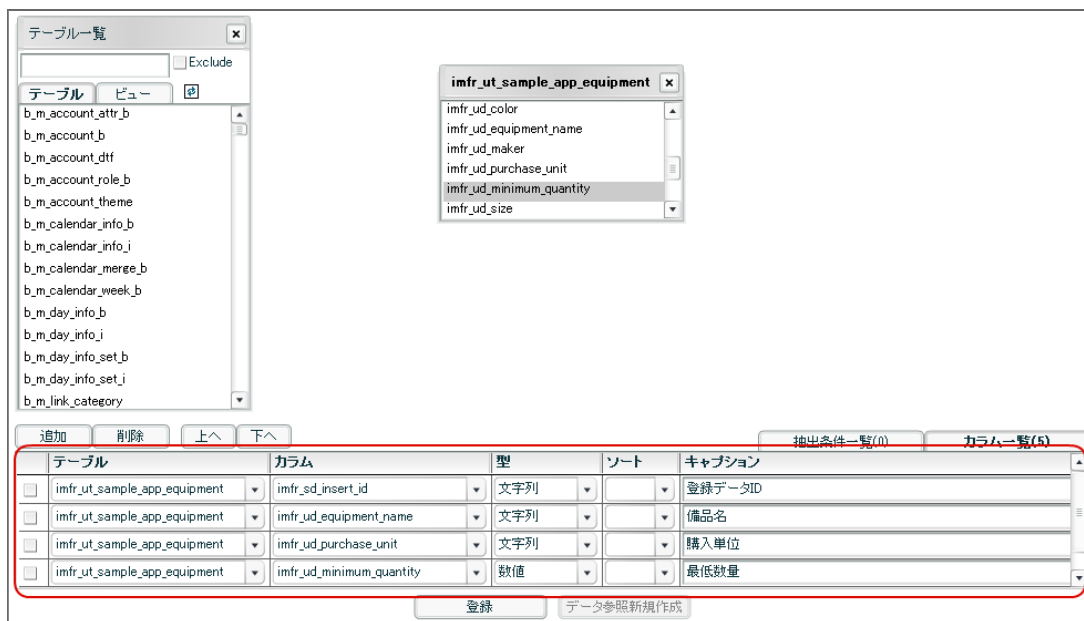 テーブル一覧
Exclude
テーブル ビュー
b_m_account_attr_b
b_m_account_b
b_m_account_dtf
b_m_account_role_b
b_m_account_theme
b_m_calendar_info_b
b_m_calendar_info_i
b_m_calendar_merge_b
b_m_calendar_week_b
b_m_day_info_b
b_m_day_info_i
b_m_day_info_set_b
b_m_day_info_set_i
b_m_link_category
imfr_ut_sample_app_equipment
imfr_ud_color
imfr_ud_equipment_name
imfr_ud_maker
imfr_ud_purchase_unit
imfr_ud_minimum_quantity
imfr_ud_size
追加 削除 上へ 下へ 抽出条件一覧(0) カラム一覧(5)
テーブル カラム 型 ソート キャプション
imfr_ut_sample_app_equipment imfr_sd_insert_id 文字列 登録データID
imfr_ut_sample_app_equipment imfr_ud_equipment_name 文字列 備品名
imfr_ut_sample_app_equipment imfr_ud_purchase_unit 文字列 購入単位
imfr_ut_sample_app_equipment imfr_ud_minimum_quantity 数値 最低数量
登録 データ参照新規作成